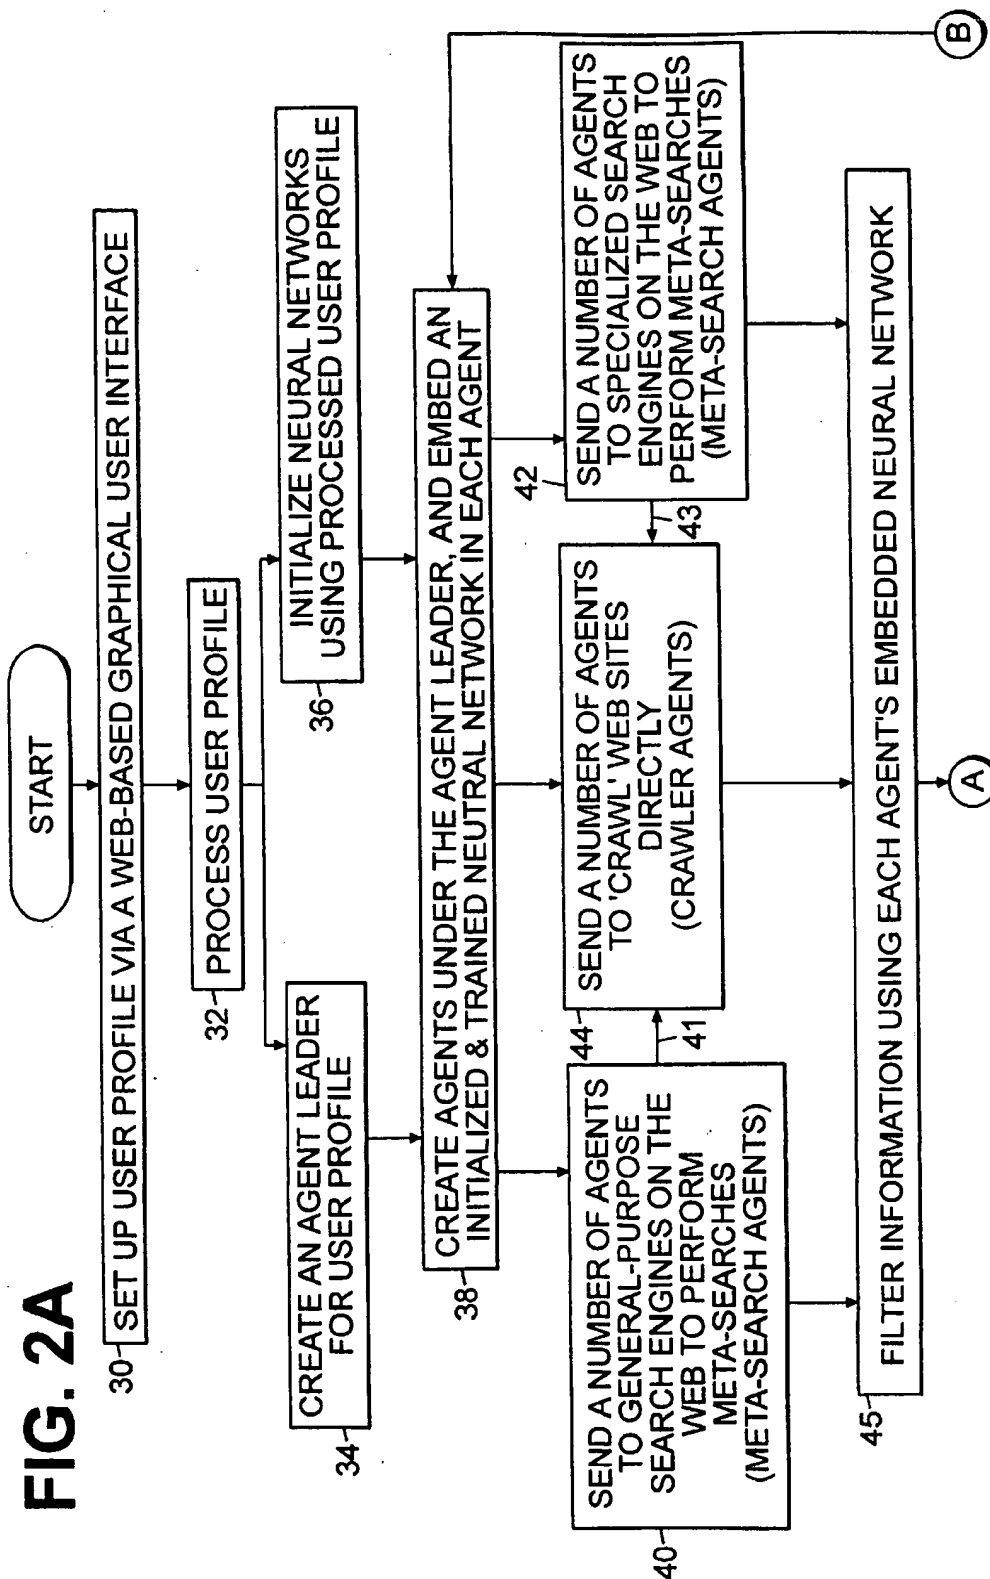 FIG. 2A
START
30
SET UP USER PROFILE VIA A WEB-BASED GRAPHICAL USER INTERFACE
32
PROCESS USER PROFILE
34
CREATE AN AGENT LEADER
FOR USER PROFILE
36
INITIALIZE NEURAL NETWORKS
USING PROCESSED USER PROFILE
38
CREATE AGENTS UNDER THE AGENT LEADER, AND EMBED AN
INITIALIZED & TRAINED NEUTRAL NETWORK IN EACH AGENT
40
SEND A NUMBER OF AGENTS
TO GENERAL-PURPOSE
SEARCH ENGINES ON THE
WEB TO PERFORM
META-SEARCHES
(META-SEARCH AGENTS)
41
44
SEND A NUMBER OF AGENTS
TO 'CRAWL' WEB SITES
DIRECTLY
(CRAWLER AGENTS)
43
42
SEND A NUMBER OF AGENTS
TO SPECIALIZED SEARCH
ENGINES ON THE WEB TO
PERFORM META-SEARCHES
(META-SEARCH AGENTS)
45
FILTER INFORMATION USING EACH AGENT'S EMBEDDED NEURAL NETWORK
A
B